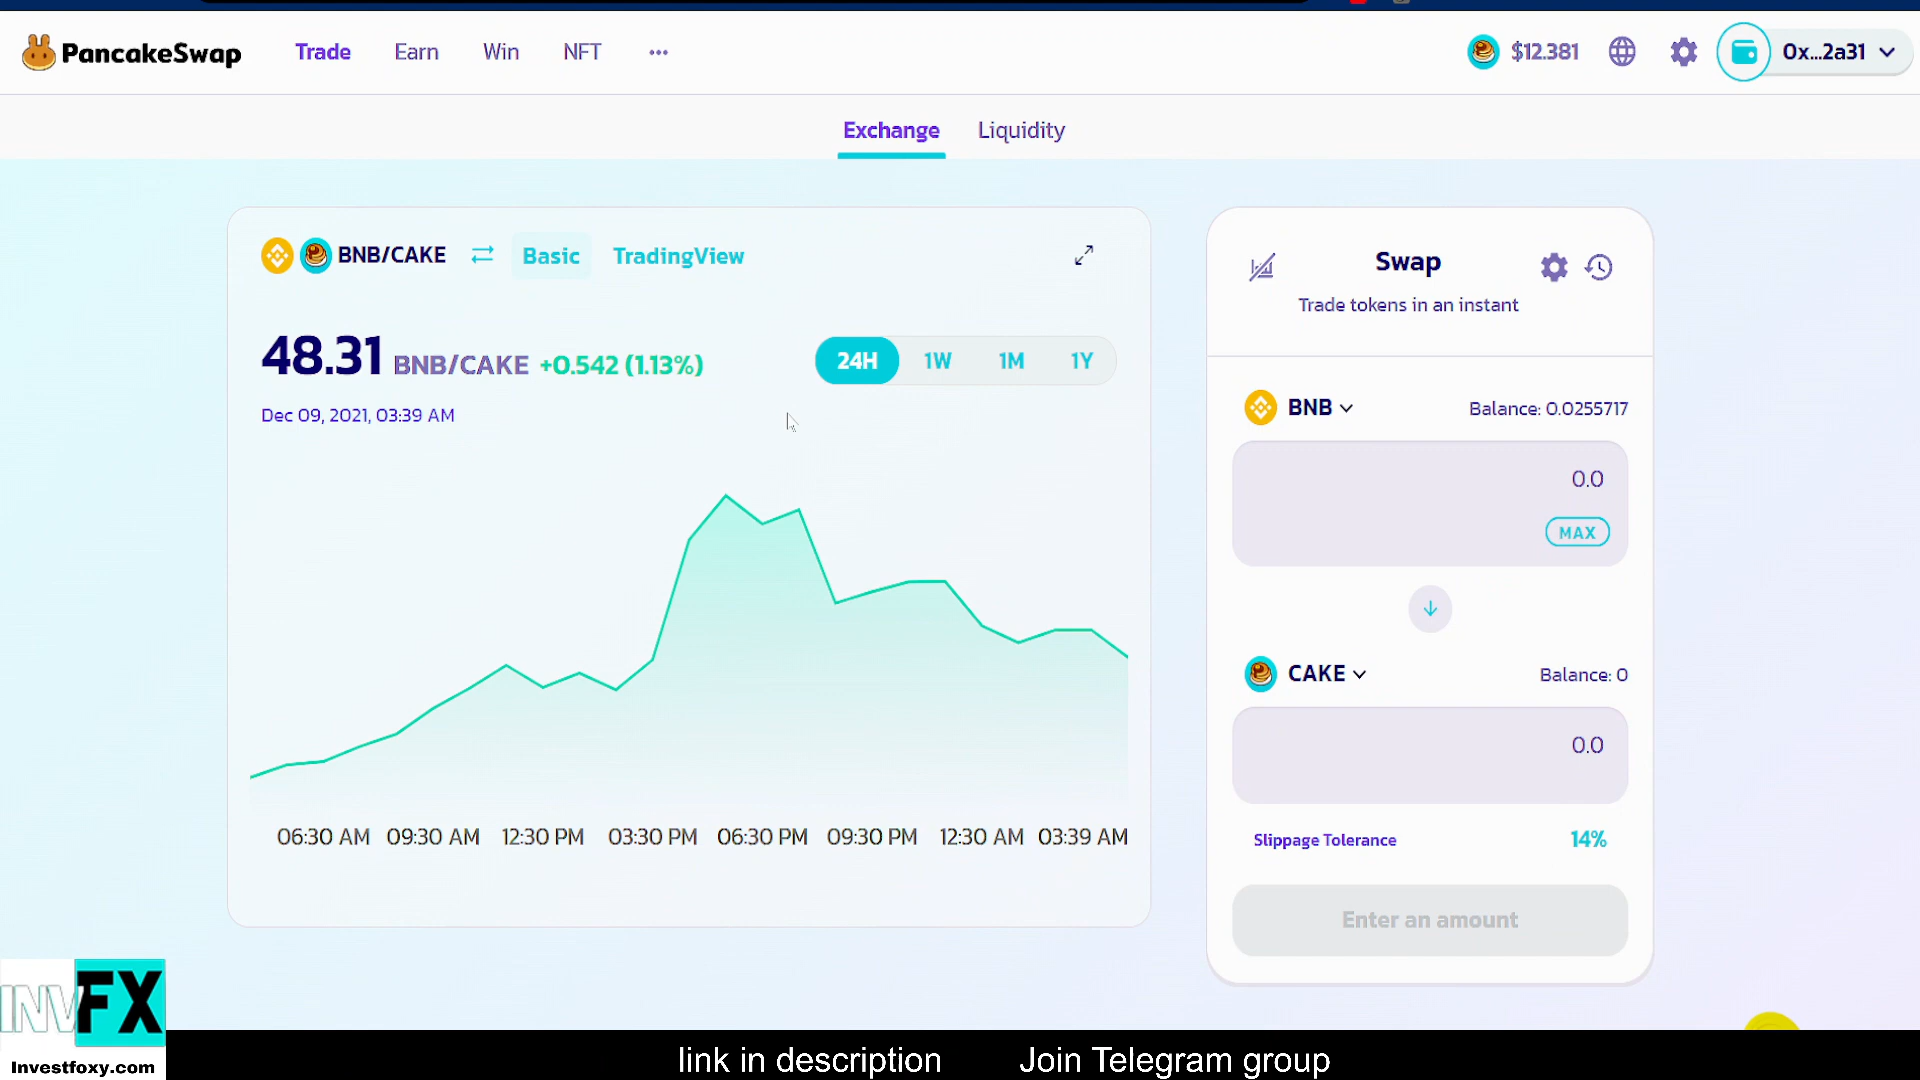 PancakeSwap Trade Earn Win NFT ... $12.381 0x...2a31
Exchange Liquidity
BNB/CAKE Basic TradingView
48.31 BNB/CAKE +0.542 (1.13%)
24H 1W 1M 1Y
Dec 09, 2021, 03:39 AM
06:30 AM 09:30 AM 12:30 PM 03:30 PM 06:30 PM 09:30 PM 12:30 AM 03:39 AM
Swap
Trade tokens in an instant
BNB Balance: 0.0255717
0.0
MAX
CAKE Balance: 0
0.0
Slippage Tolerance 14%
Enter an amount
INVFX
Investfoxy.com
link in description Join Telegram group